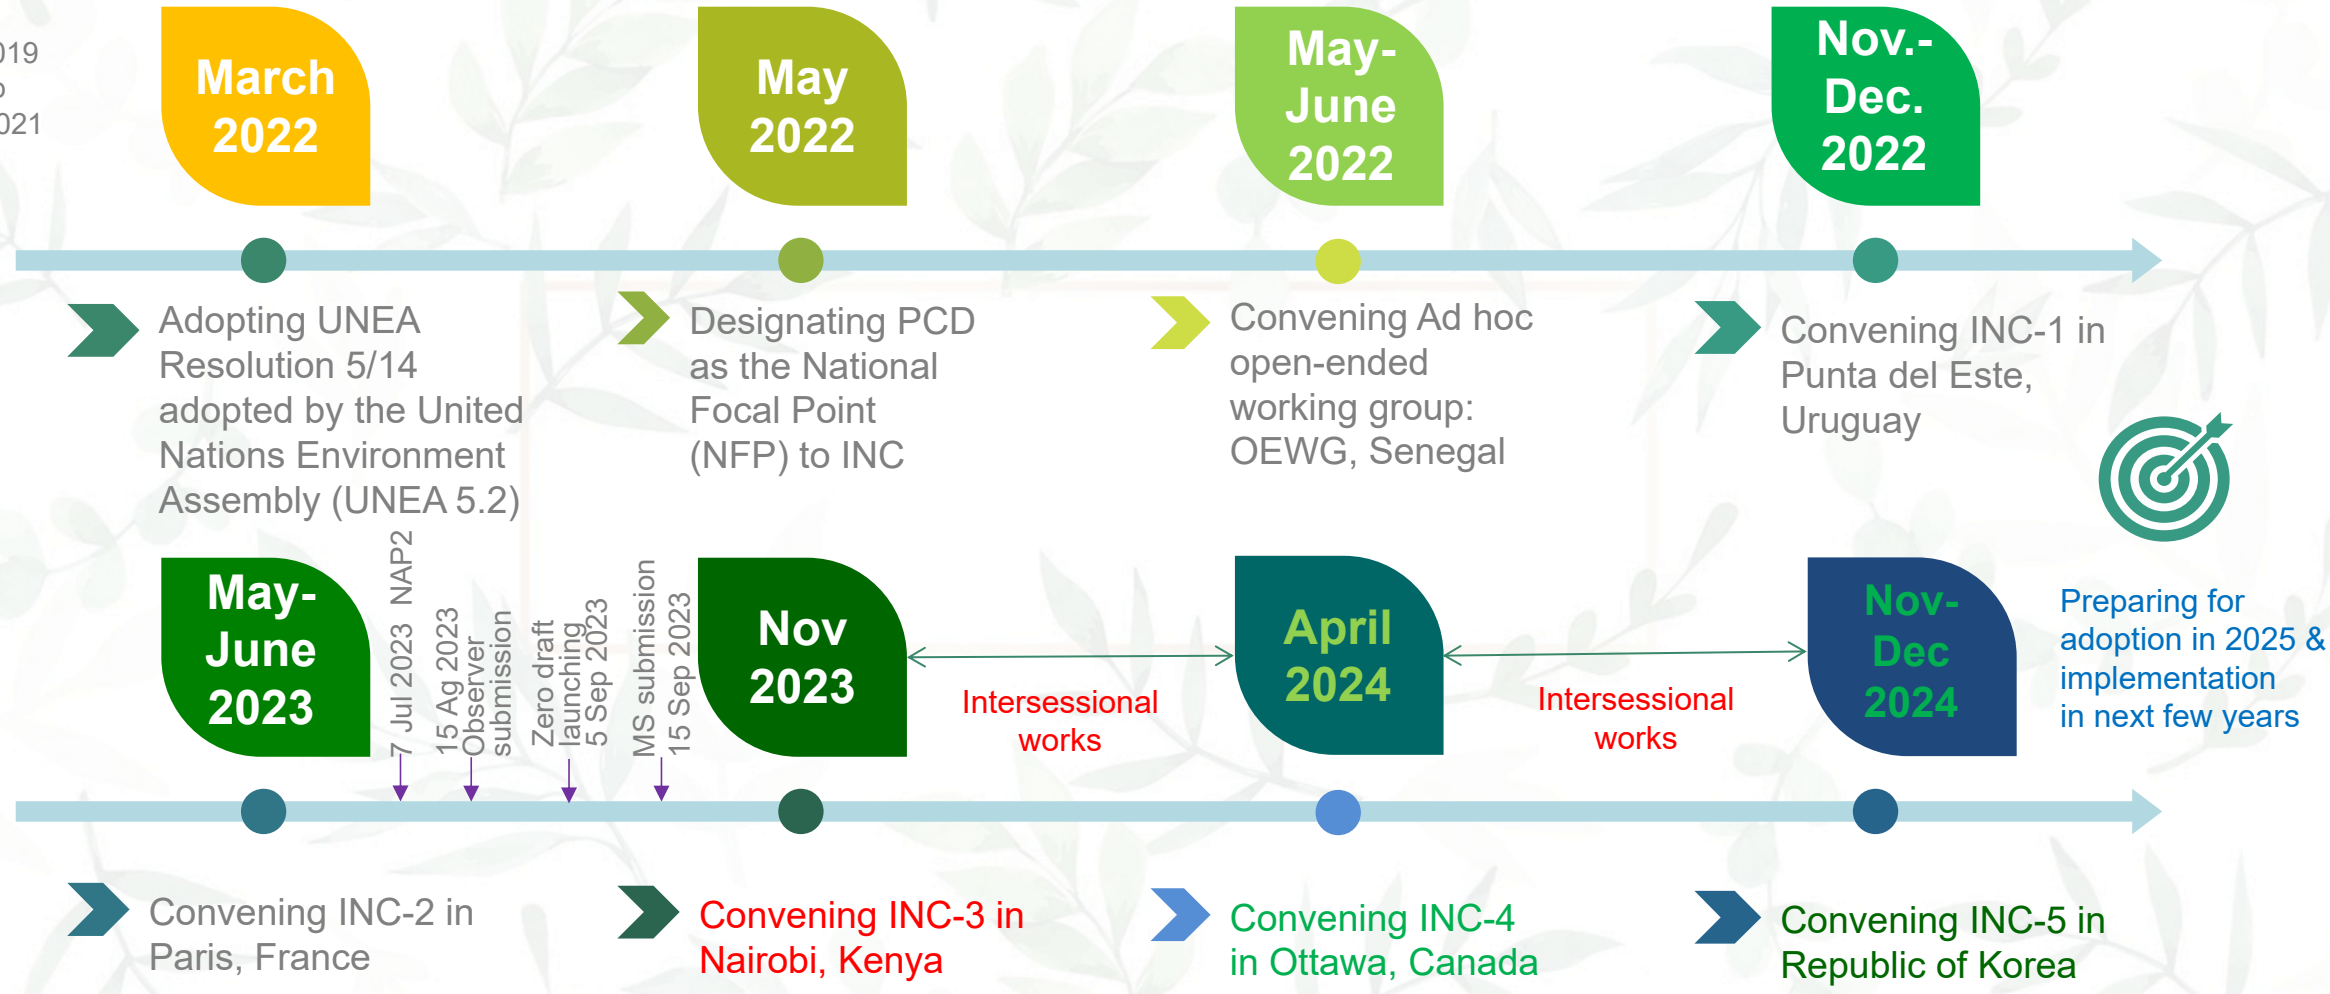 March
2022
May
2022
May-
June
2022
Nov.-
Dec.
2022
Adopting UNEA
Resolution 5/14
adopted by the United
Nations Environment
Assembly (UNEA 5.2)
Designating PCD
as the National
Focal Point
(NFP) to INC
Convening Ad hoc
open-ended
working group:
OEWG, Senegal
Convening INC-1 in
Punta del Este,
Uruguay
May-
June
2023
7 Jul 2023 NAP2
15 Ag 2023
Observer
submission
Zero draft
launching
5 Sep 2023
MS submission
15 Sep 2023
Nov
2023
Intersessional
works
April
2024
Intersessional
works
Nov-
Dec
2024
Preparing for
adoption in 2025 &
implementation
in next few years
Convening INC-2 in
Paris, France
Convening INC-3 in
Nairobi, Kenya
Convening INC-4
in Ottawa, Canada
Convening INC-5 in
Republic of Korea